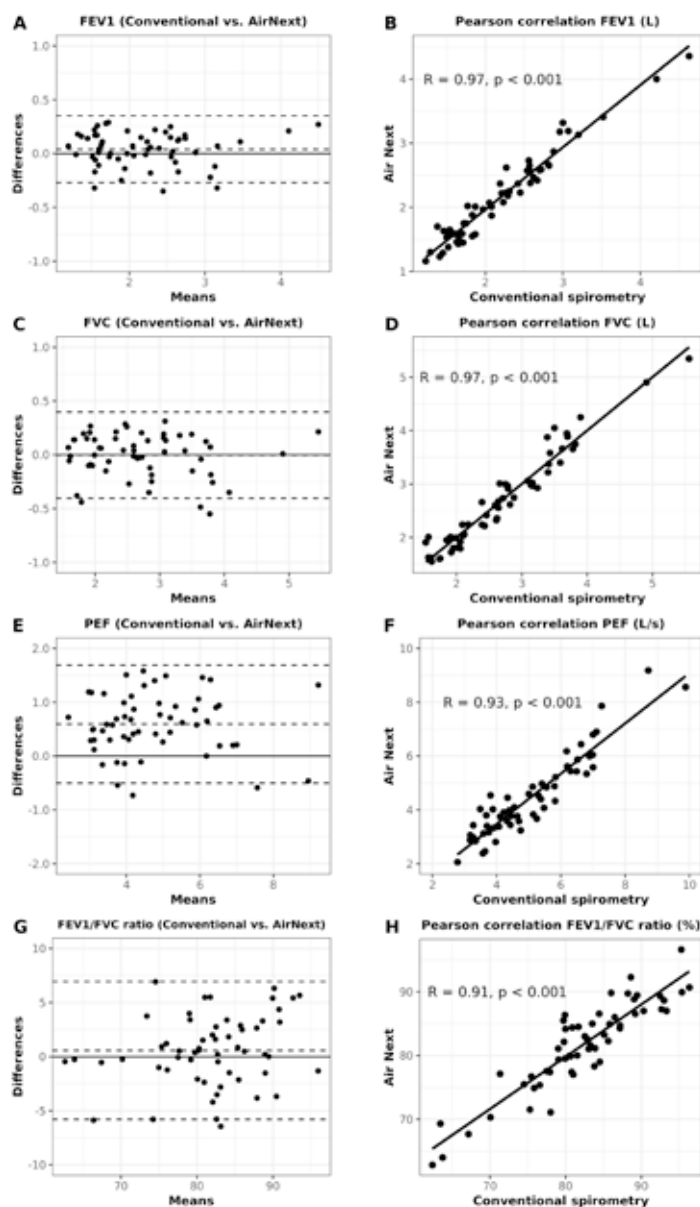 A
FEV1 (Conventional vs. AirNext)
1.0
0.5
0.0
-0.5
-1.0
Differences
2
3
4
Means
B
Pearson correlation FEV1 (L)
R = 0.97, p < 0.001
4
3
2
1
Air Next
2
3
4
Conventional spirometry
C
FVC (Conventional vs. AirNext)
1.0
0.5
0.0
-0.5
-1.0
Differences
2
3
4
5
Means
D
Pearson correlation FVC (L)
R = 0.97, p < 0.001
5
4
3
2
Air Next
2
3
4
5
Conventional spirometry
E
PEF (Conventional vs. AirNext)
2.0
1.0
0.0
-1.0
-2.0
Differences
4
6
8
Means
F
Pearson correlation PEF (L/s)
R = 0.93, p < 0.001
10
8
6
4
2
Air Next
2
4
6
8
10
Conventional spirometry
G
FEV1/FVC ratio (Conventional vs. AirNext)
10
5
0
-5
-10
Differences
70
80
90
Means
H
Pearson correlation FEV1/FVC ratio (%)
R = 0.91, p < 0.001
90
80
70
Air Next
70
80
90
Conventional spirometry